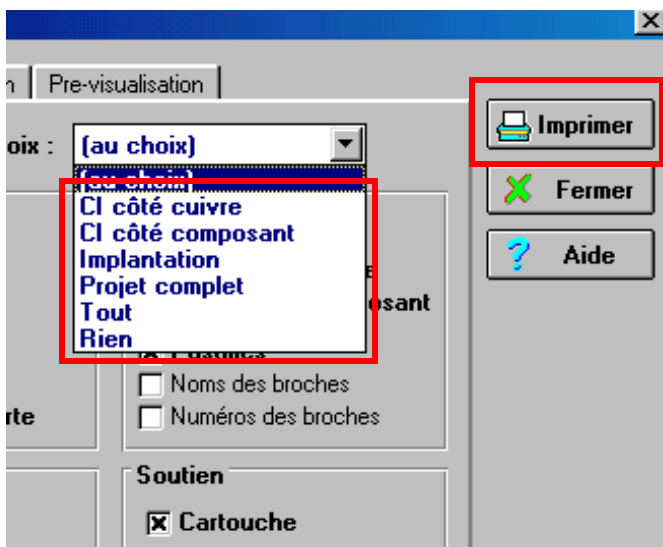 Pre-visualisation
oix :
(au choix)
Imprimer
(au choix)
CI côté cuivre
CI côté composant
Implantation
Projet complet
Tout
Rien
osant
Fermer
Aide
Pastilles
Noms des broches
Numéros des broches
rte
Soutien
Cartouche